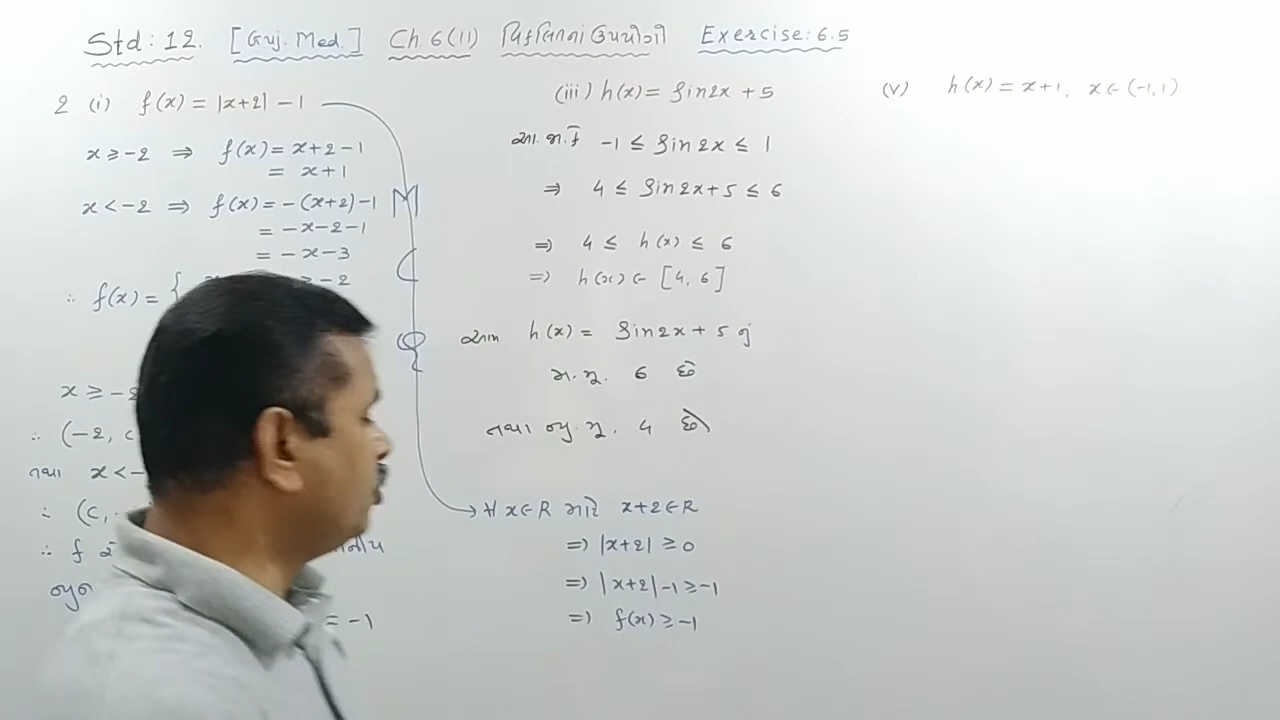 Std: 12. [Guj. Med.] Ch. 6(11) વિકલિતનાં ઉપયોગો Exercise: 6.5
2 (i) f(x) = |x+2| - 1
x ≥ -2 ⇒ f(x) = x+2-1
= x+1
x < -2 ⇒ f(x) = -(x+2)-1
= -x-2-1
= -x-3
∴ f(x) = { ≥ -2
x ≥ -2
∴ (-2, c
તથા x < -
∴ (c,
∴ f
= -1
M
(iii) h(x) = sin2x + 5
-1 ≤ sin2x ≤ 1
⇒ 4 ≤ sin2x+5 ≤ 6
⇒ 4 ≤ h(x) ≤ 6
⇒ h(x) ∈ [4, 6]
આમ h(x) = sin2x + 5 નું
મ.મૂ. 6 છે
તથા ન્યુ.મૂ. 4 છે
∀ x∈R માટે x+2∈R
⇒ |x+2| ≥ 0
⇒ |x+2|-1 ≥ -1
⇒ f(x) ≥ -1
(v) h(x) = x+1, x∈(-1,1)